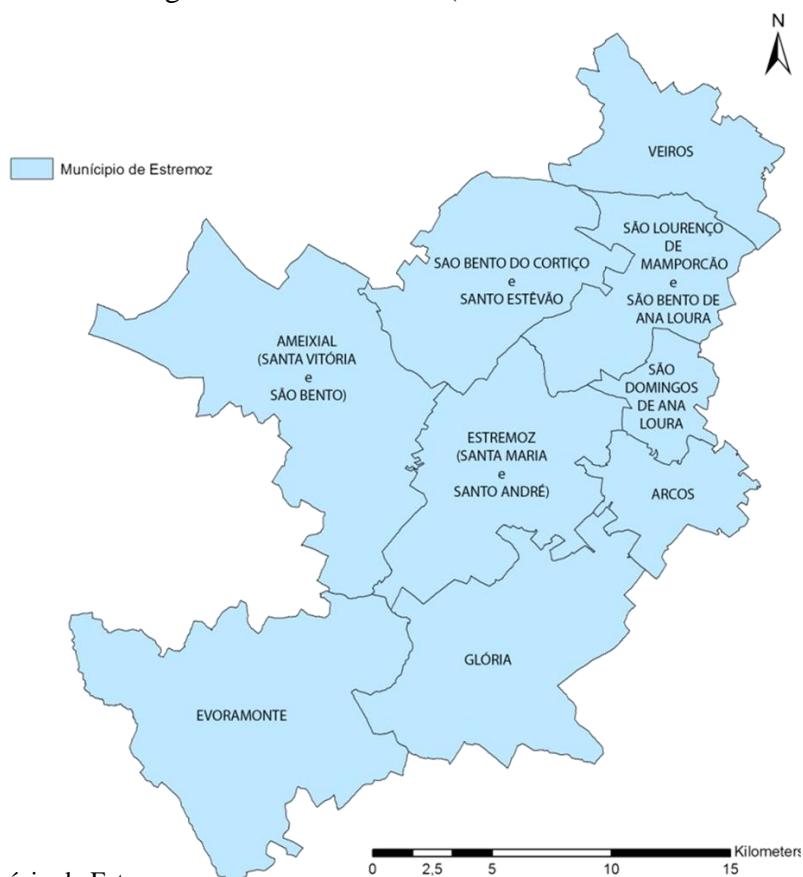 N
VEIROS
Munícipio de Estremoz
SÃO LOURENÇO
DE
MAMPORCÃO
e
SÃO BENTO DE
ANA LOURA
SAO BENTO DO CORTIÇO
e
SANTO ESTÊVÃO
AMEIXIAL
(SANTA VITÓRIA
e
SÃO BENTO)
SÃO
DOMINGOS
DE ANA
LOURA
ESTREMOZ
(SANTA MARIA
e
SANTO ANDRÉ)
ARCOS
GLÓRIA
EVORAMONTE
Kilometers
0 2,5 5 10 15